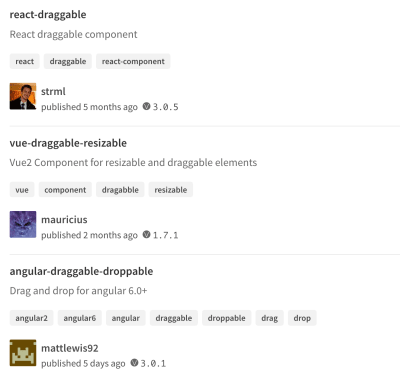 react-draggable
React draggable component
react draggable react-component
strml
published 5 months ago 3.0.5
vue-draggable-resizable
Vue2 Component for resizable and draggable elements
vue component dragabble resizable
mauricius
published 2 months ago 1.7.1
angular-draggable-droppable
Drag and drop for angular 6.0+
angular2 angular6 angular draggable droppable drag drop
mattlewis92
published 5 days ago 3.0.1